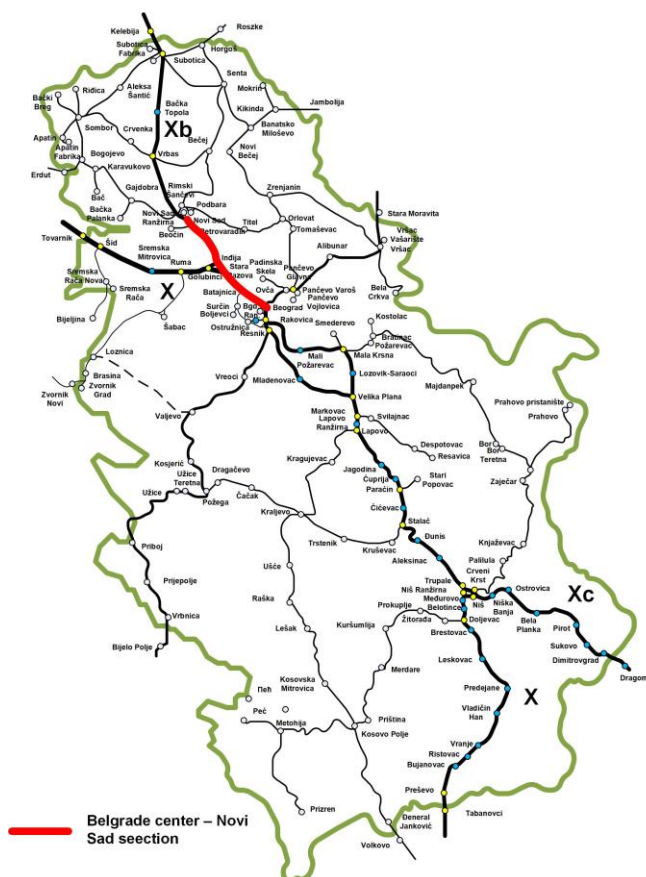 Roszke
Kelebija
Subotica
Fabrika
Horgoš
Subotica
Senta
Aleksa
Šantić
Riđica
Bački
Breg
Mokrin
Kikinda
Jambolija
Bačka
Topola
Xb
Banatsko
Miloševo
Sombor
Crvenka
Apatin
Apatin
Fabrika
Bečej
Novi
Bečej
Bogojevo
Vrbas
Karavukovo
Erdut
Gajdobra
Rimski
Šančevi
Zrenjanin
Bač
Podbara
Bačka
Palanka
Novi Sad
Ranžirna
Novi Sad
Titel
Orlovat
Stara Moravita
Beočin
Petrovaradin
Tomaševac
Vršac
Vašarište
Vršac
Tovarnik
Šid
Sremska
Mitrovica
Ruma
Inđija
Alibunar
Padinska
Skela
Pančevo
Glavna
Stara
Pazova
Golubinci
X
Batajnica
Ovča
Pančevo Varoš
Pančevo
Vojlovica
Bela
Crkva
Sremska
Rača Nova
Sremska
Rača
Surčin
Boljevci
Bgd
Beograd
Ostružnica
Rakovica
Resnik
Kostolac
Smederevo
Bijeljina
Šabac
Bratinac
Požarevac
Mala Krsna
Mali
Požarevac
Loznica
Brasina
Zvornik
Grad
Zvornik
Novi
Vreoci
Mladenovac
Lozovik-Saraoci
Majdanpek
Velika Plana
Prahovo pristanište
Prahovo
Valjevo
Markovac
Lapovo
Ranžirna
Svilajnac
Lapovo
Despotovac
Resavica
Bor
Bor
Teretna
Kosjerić
Dragačevo
Kragujevac
Jagodina
Ćuprija
Paraćin
Stari
Popovac
Zaječar
Užice
Teretna
Užice
Požega
Čačak
Kraljevo
Ćićevac
Stalać
Trstenik
Kruševac
Đunis
Knjaževac
Priboj
Ušće
Aleksinac
Palilula
Crveni
Krst
Prijepolje
Raška
Trupale
Niš Ranžirna
Međurovo
Belotince
Niš
Niška
Banja
Ostrovica
Xc
Prokuplje
Žitorađa
Doljevac
Bela
Planka
Pirot
Vrbnica
Lešak
Kuršumlija
Brestovac
Sukovo
Dimitrovgrad
Bijelo Polje
Leskovac
Dragom
Merdare
Kosovska
Mitrovica
Predejane
X
Peć
Metohija
Priština
Kosovo Polje
Vladičin
Han
Vranje
Ristovac
Bujanovac
Preševo
Prizren
Đeneral
Janković
Tabanovci
Volkovo
Belgrade center – Novi
Sad seection